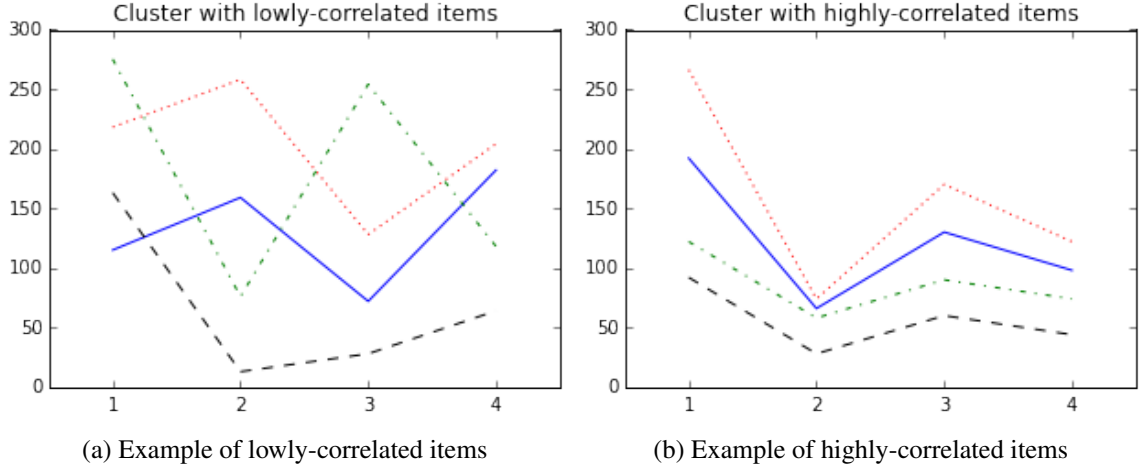 Cluster with lowly-correlated items
300
250
200
150
100
50
0
1 2 3 4
(a) Example of lowly-correlated items
Cluster with highly-correlated items
300
250
200
150
100
50
0
1 2 3 4
(b) Example of highly-correlated items